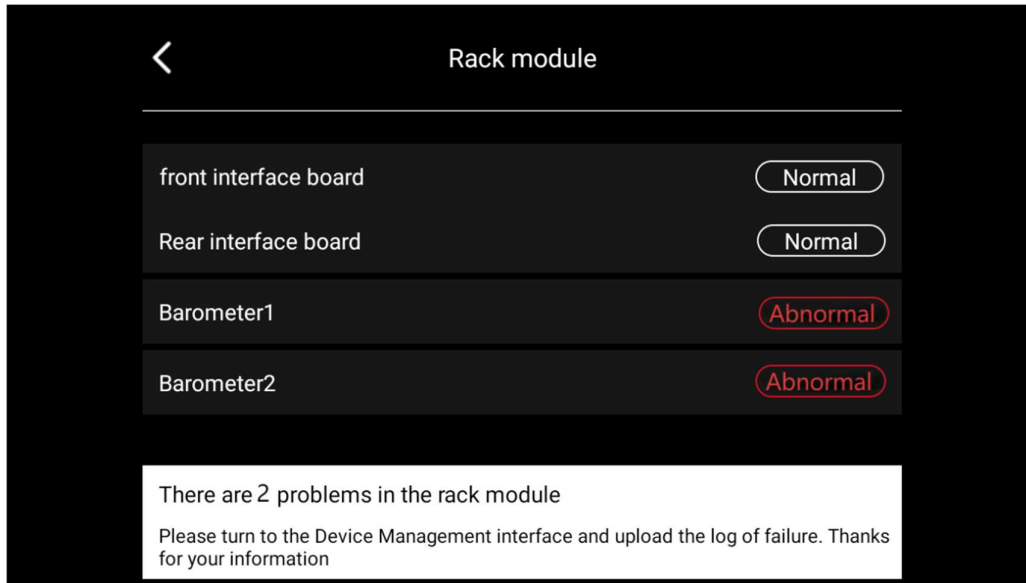 Rack module
front interface board Normal
Rear interface board Normal
Barometer1 Abnormal
Barometer2 Abnormal
There are 2 problems in the rack module
Please turn to the Device Management interface and upload the log of failure. Thanks
for your information